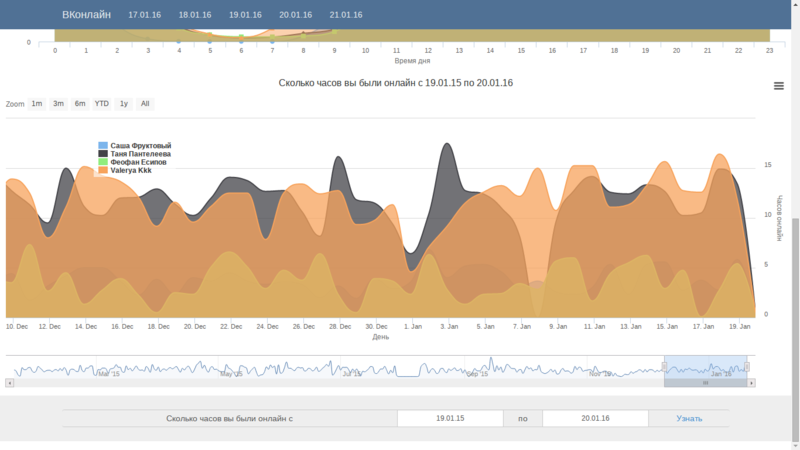 ВКонлайн 17.01.16 18.01.16 19.01.16 20.01.16 21.01.16
0
0 1 2 3 4 5 6 7 8 9 10 11 12 13 14 15 16 17 18 19 20 21 22 23
Время дня
Сколько часов вы были онлайн с 19.01.15 по 20.01.16
Zoom 1m 3m 6m YTD 1y All
Саша Фруктовый
Таня Пантелеева
Феофан Есипов
Valerya Kkk
15
10
5
0
Часов онлайн
10. Dec 12. Dec 14. Dec 16. Dec 18. Dec 20. Dec 22. Dec 24. Dec 26. Dec 28. Dec 30. Dec 1. Jan 3. Jan 5. Jan 7. Jan 9. Jan 11. Jan 13. Jan 15. Jan 17. Jan 19. Jan
День
Mar '15 May '15 Jul '15 Sep '15 Nov '15 Jan '16
Сколько часов вы были онлайн с 19.01.15 по 20.01.16 Узнать